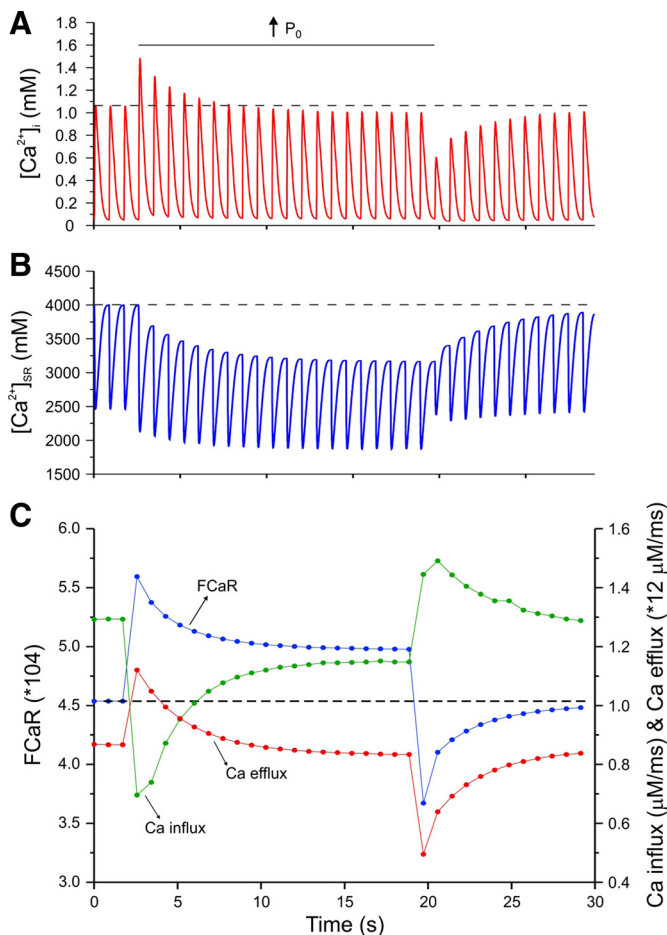 A
↑ P0
1.8
1.6
1.4
1.2
1.0
0.8
0.6
0.4
0.2
0
[Ca2+]i (mM)
B
4500
4000
3500
3000
2500
2000
1500
[Ca2+]SR (mM)
C
6.0
5.5
5.0
4.5
4.0
3.5
3.0
FCaR (*104)
FCaR
Ca efflux
Ca influx
1.6
1.4
1.2
1.0
0.8
0.6
0.4
Ca influx (μM/ms) & Ca efflux (*12 μM/ms)
0 5 10 15 20 25 30
Time (s)